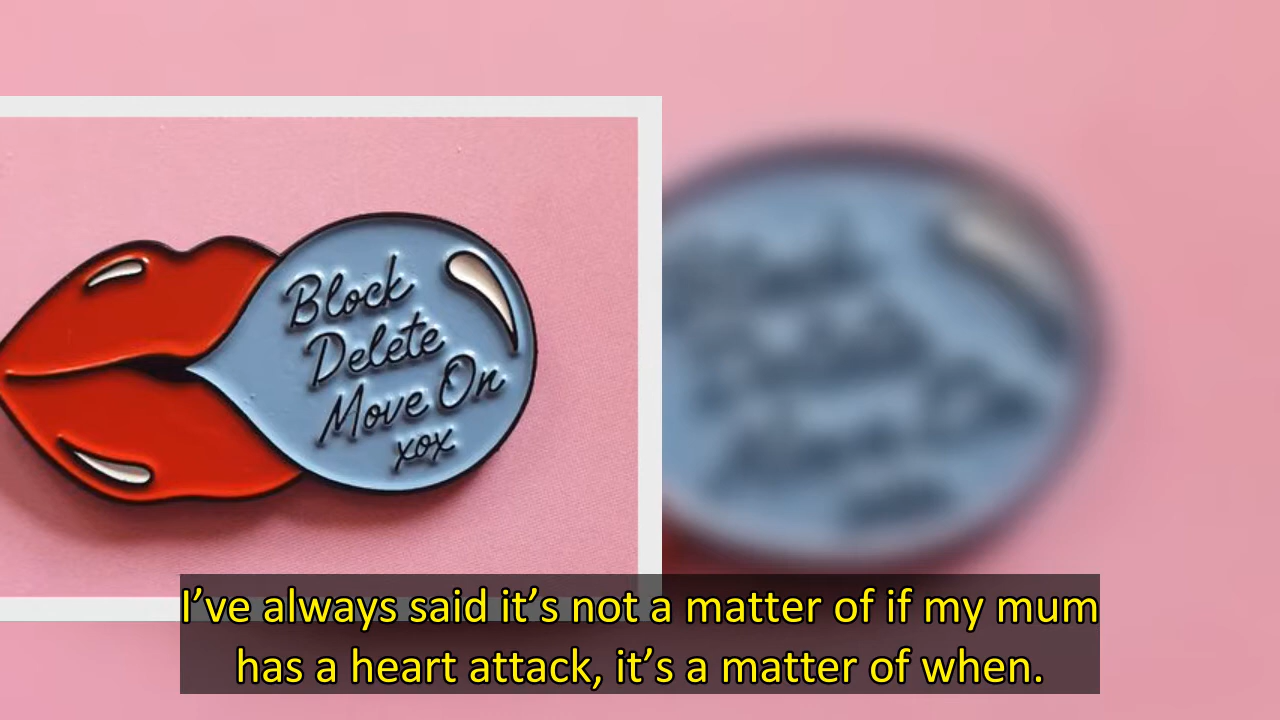 Block
Delete
Move On
xox
I've always said it's not a matter of if my mum
has a heart attack, it's a matter of when.